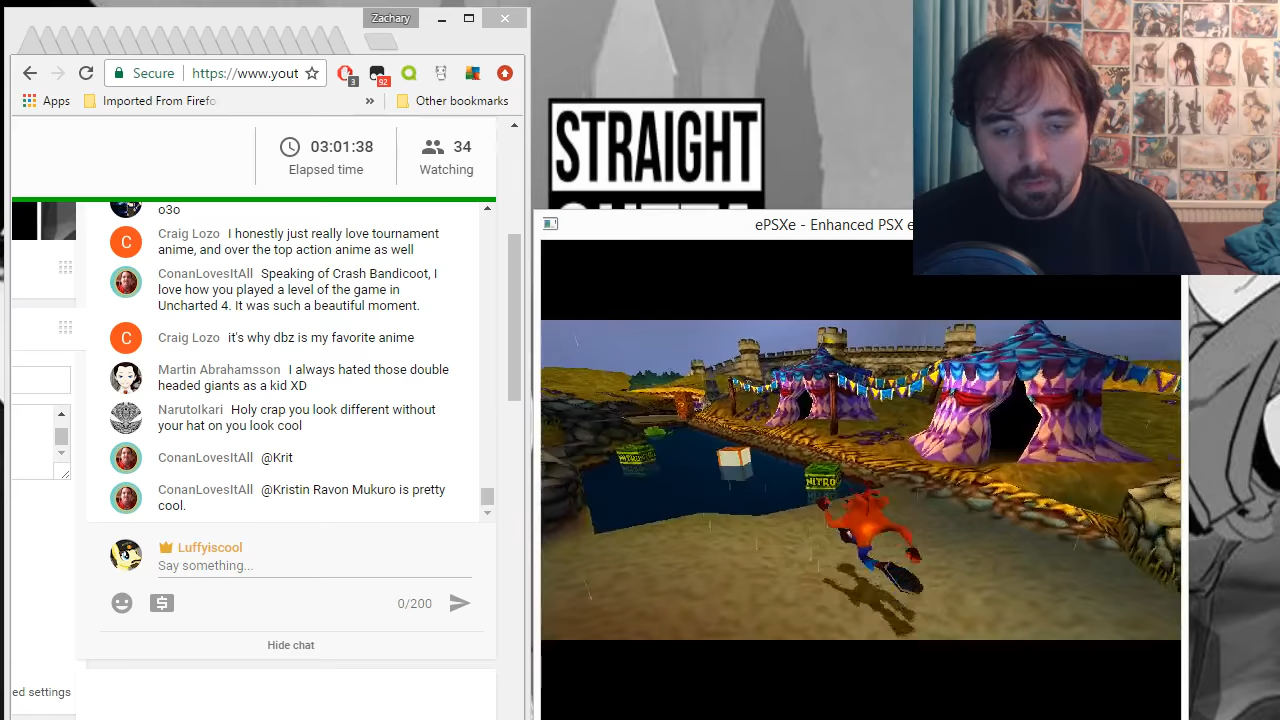 Zachary
Secure https://www.yout
3
92
Apps Imported From Firefo » Other bookmarks
03:01:38 34
Elapsed time Watching
o3o
Craig Lozo I honestly just really love tournament
anime, and over the top action anime as well
ConanLovesItAll Speaking of Crash Bandicoot, I
love how you played a level of the game in
Uncharted 4. It was such a beautiful moment.
C
Craig Lozo it's why dbz is my favorite anime
C
Martin Abrahamsson I always hated those double
headed giants as a kid XD
NarutoIkari Holy crap you look different without
your hat on you look cool
ConanLovesItAll @Krit
ConanLovesItAll @Kristin Ravon Mukuro is pretty
cool.
Luffyiscool
Say something...
0/200
Hide chat
ed settings
STRAIGHT
ePSXe - Enhanced PSX e
NITRO